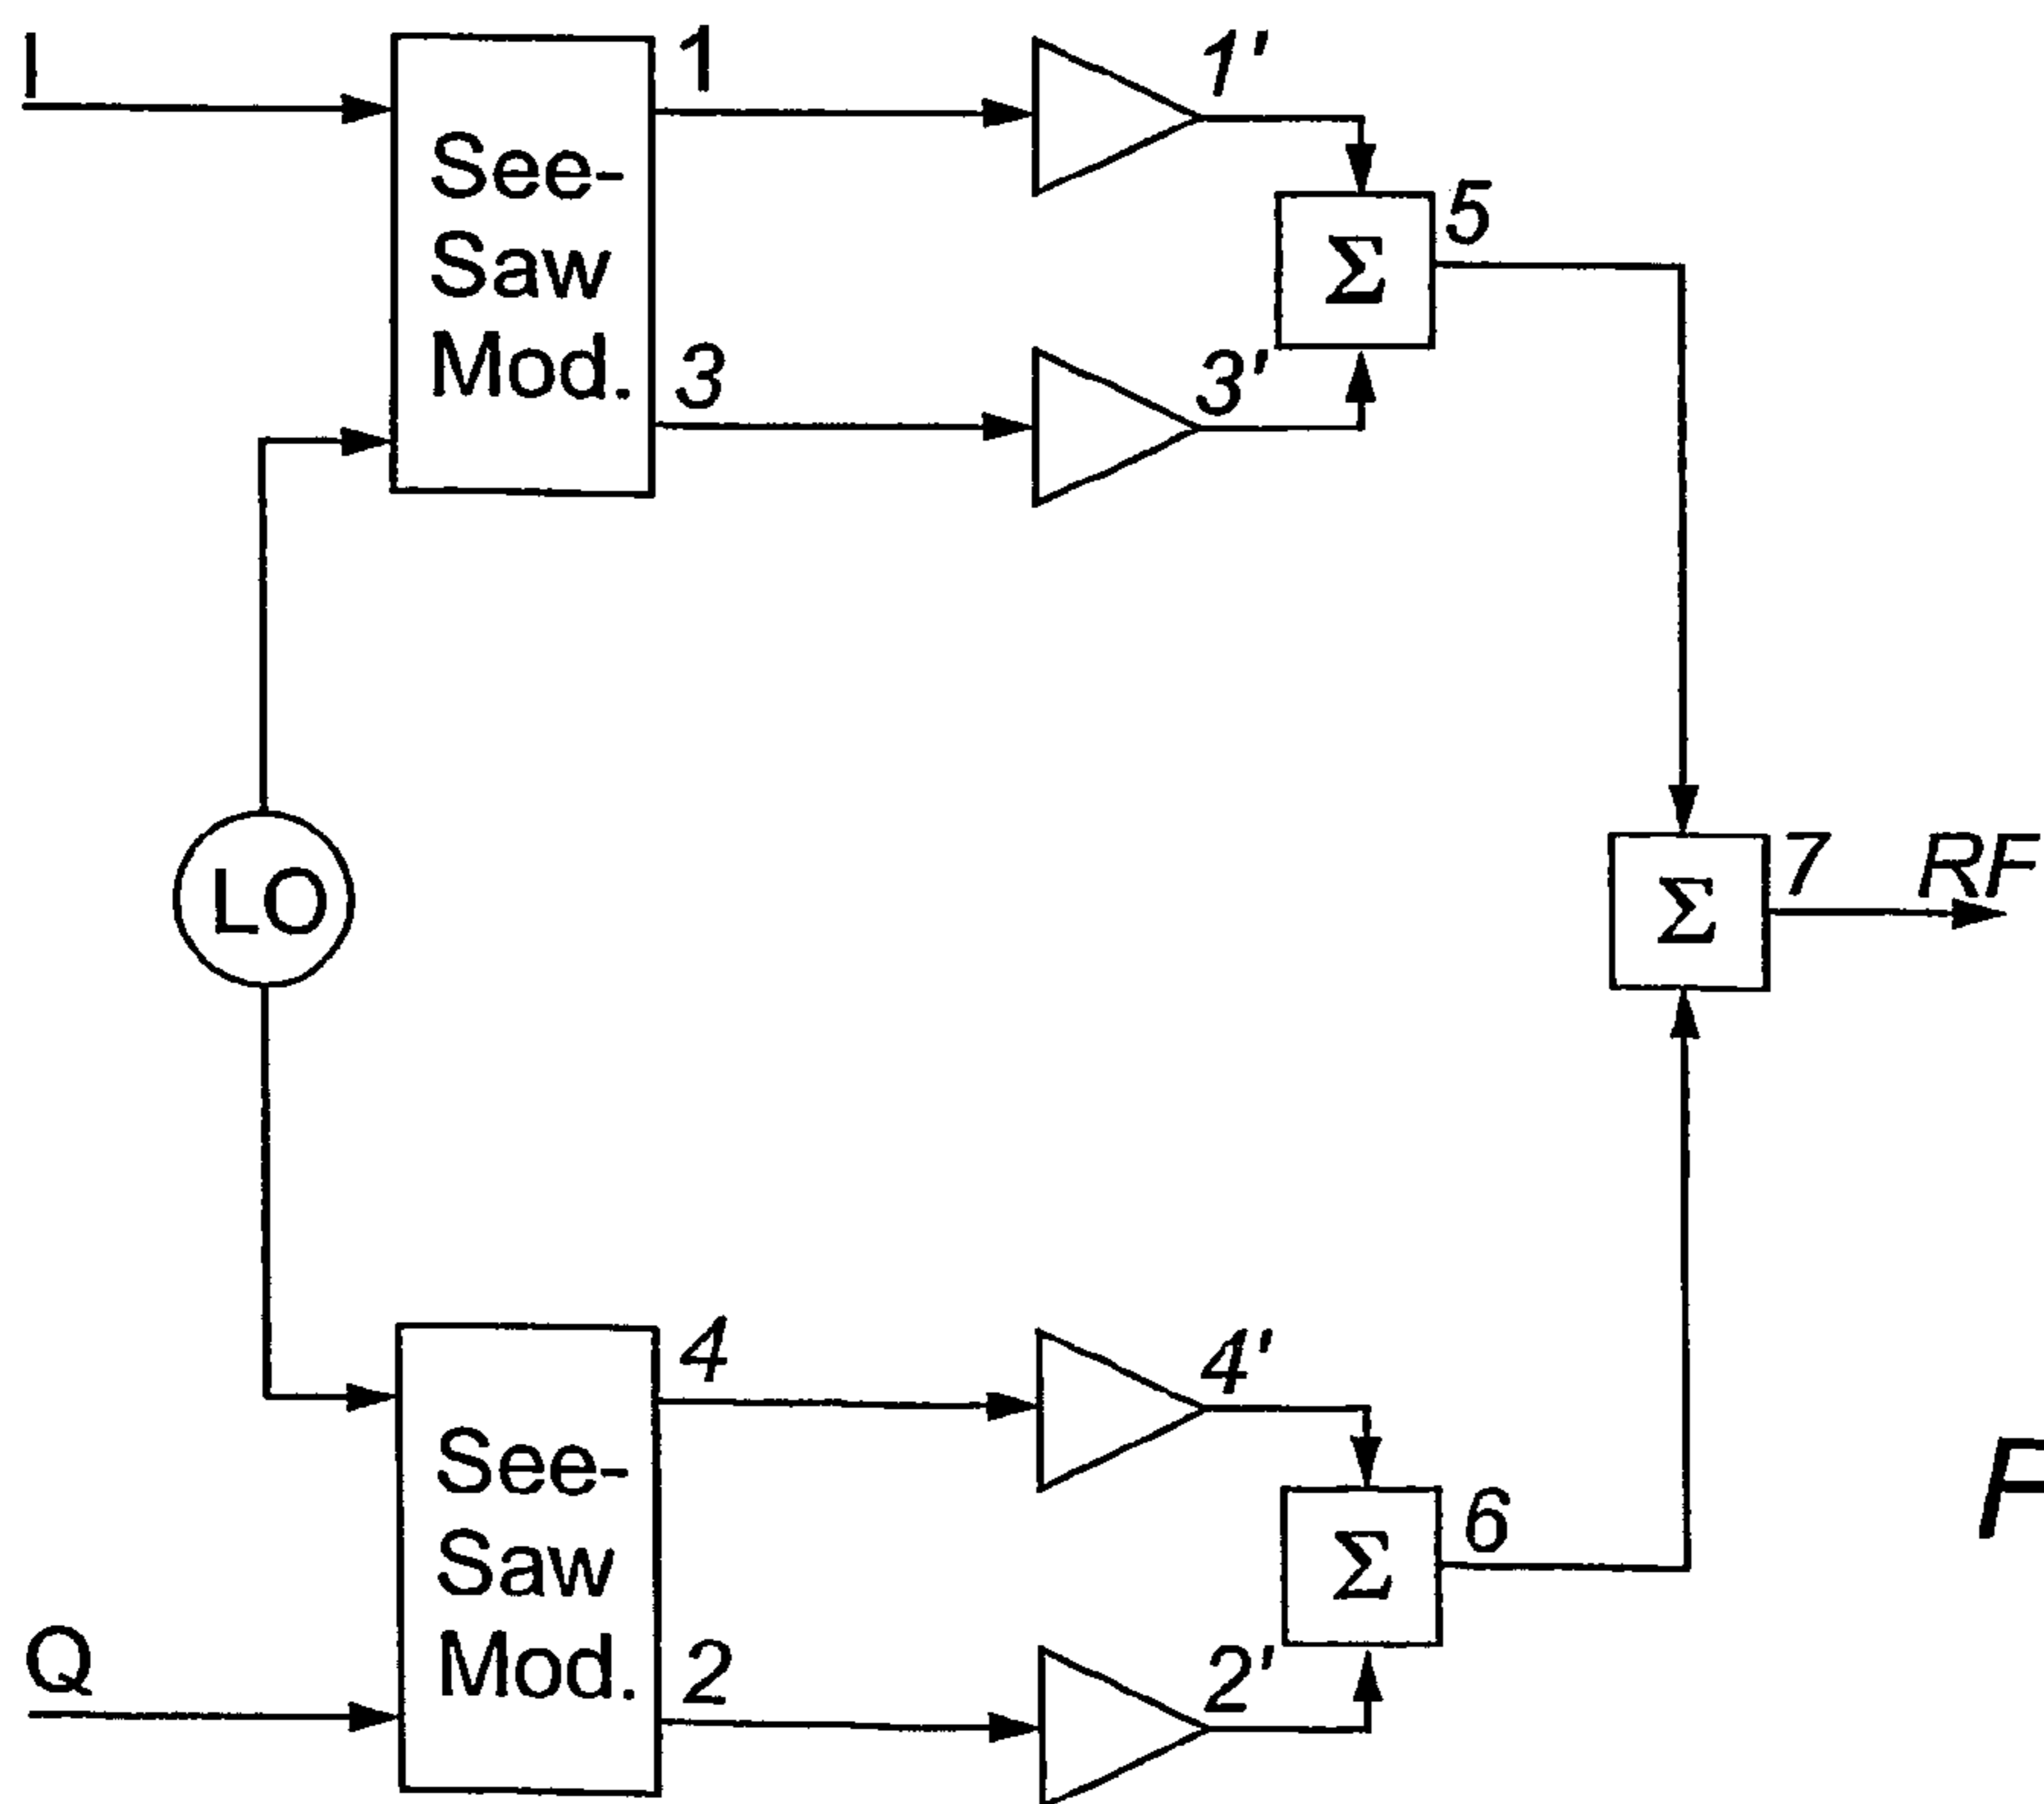 I
1
1'
See-
Saw
Mod.
Σ
5
3
3'
LO
Σ
7
RF
4
4'
See-
Saw
Mod.
Σ
6
F
Q
2
2'